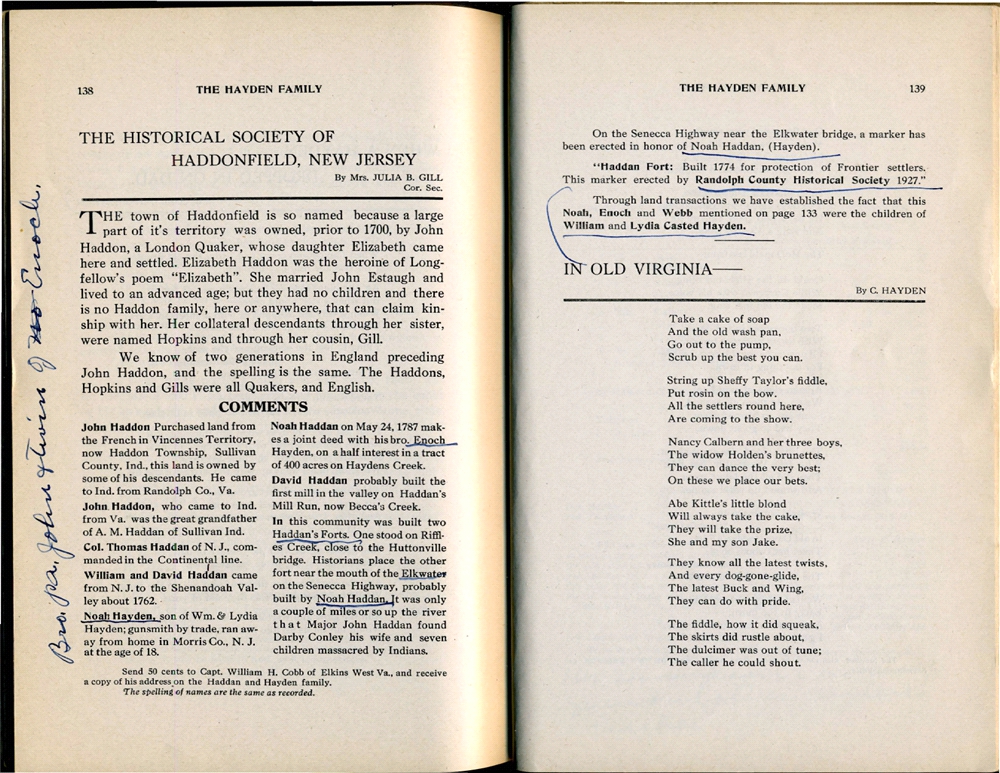 138
THE HAYDEN FAMILY
THE HISTORICAL SOCIETY OF
HADDONFIELD, NEW JERSEY
By Mrs. JULIA B. GILL
Cor. Sec.
THE town of Haddonfield is so named because a large
part of it's territory was owned, prior to 1700, by John
Haddon, a London Quaker, whose daughter Elizabeth came
here and settled. Elizabeth Haddon was the heroine of Long-
fellow's poem "Elizabeth". She married John Estaugh and
lived to an advanced age; but they had no children and there
is no Haddon family, here or anywhere, that can claim kin-
ship with her. Her collateral descendants through her sister,
were named Hopkins and through her cousin, Gill.
We know of two generations in England preceding
John Haddon, and the spelling is the same. The Haddons,
Hopkins and Gills were all Quakers, and English.
COMMENTS
John Haddon Purchased land from
the French in Vincennes Territory,
now Haddon Township, Sullivan
County, Ind., this land is owned by
some of his descendants. He came
to Ind. from Randolph Co., Va.
John Haddon, who came to Ind.
from Va. was the great grandfather
of A. M. Haddan of Sullivan Ind.
Col. Thomas Haddan of N. J., com-
manded in the Continental line.
William and David Haddan came
from N. J. to the Shenandoah Val-
ley about 1762.
Noah Hayden, son of Wm. & Lydia
Hayden; gunsmith by trade, ran aw-
ay from home in Morris Co., N. J.
at the age of 18.
Noah Haddan on May 24, 1787 mak-
es a joint deed with his bro. Enoch
Hayden, on a half interest in a tract
of 400 acres on Haydens Creek.
David Haddan probably built the
first mill in the valley on Haddan's
Mill Run, now Becca's Creek.
In this community was built two
Haddan's Forts. One stood on Riffl-
es Creek, close to the Huttonville
bridge. Historians place the other
fort near the mouth of the Elkwater
on the Senecca Highway, probably
built by Noah Haddan. It was only
a couple of miles or so up the river
that Major John Haddan found
Darby Conley his wife and seven
children massacred by Indians.
Send 50 cents to Capt. William H. Cobb of Elkins West Va., and receive
a copy of his address on the Haddan and Hayden family.
The spelling of names are the same as recorded.
Bro. John twin of Enoch.
THE HAYDEN FAMILY
139
On the Senecca Highway near the Elkwater bridge, a marker has
been erected in honor of Noah Haddan, (Hayden).
"Haddan Fort: Built 1774 for protection of Frontier settlers.
This marker erected by Randolph County Historical Society 1927."
Through land transactions we have established the fact that this
Noah, Enoch and Webb mentioned on page 133 were the children of
William and Lydia Casted Hayden.
IN OLD VIRGINIA—
By C. HAYDEN
Take a cake of soap
And the old wash pan,
Go out to the pump,
Scrub up the best you can.
String up Sheffy Taylor's fiddle,
Put rosin on the bow.
All the settlers round here,
Are coming to the show.
Nancy Calbern and her three boys,
The widow Holden's brunettes,
They can dance the very best;
On these we place our bets.
Abe Kittle's little blond
Will always take the cake,
They will take the prize,
She and my son Jake.
They know all the latest twists,
And every dog-gone-glide,
The latest Buck and Wing,
They can do with pride.
The fiddle, how it did squeak,
The skirts did rustle about,
The dulcimer was out of tune;
The caller he could shout.